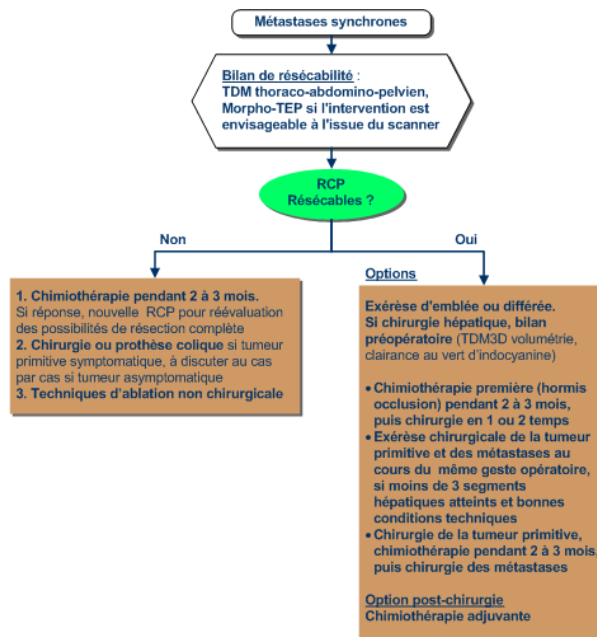 Métastases synchrones
Bilan de résécabilité :
TDM thoraco-abdomino-pelvien,
Morpho-TEP si l'intervention est
envisageable à l'issue du scanner
RCP
Résécables ?
Non
Oui
1. Chimiothérapie pendant 2 à 3 mois.
Si réponse, nouvelle RCP pour réévaluation
des possibilités de résection complète
2. Chirurgie ou prothèse colique si tumeur
primitive symptomatique, à discuter au cas
par cas si tumeur asymptomatique
3. Techniques d'ablation non chirurgicale
Options
Exérèse d'emblée ou différée.
Si chirurgie hépatique, bilan
préopératoire (TDM3D volumétrie,
clairance au vert d'indocyanine)
• Chimiothérapie première (hormis
occlusion) pendant 2 à 3 mois,
puis chirurgie en 1 ou 2 temps
• Exérèse chirurgicale de la tumeur
primitive et des métastases au
cours du même geste opératoire,
si moins de 3 segments
hépatiques atteints et bonnes
conditions techniques
• Chirurgie de la tumeur primitive,
chimiothérapie pendant 2 à 3 mois,
puis chirurgie des métastases
Option post-chirurgie
Chimiothérapie adjuvante